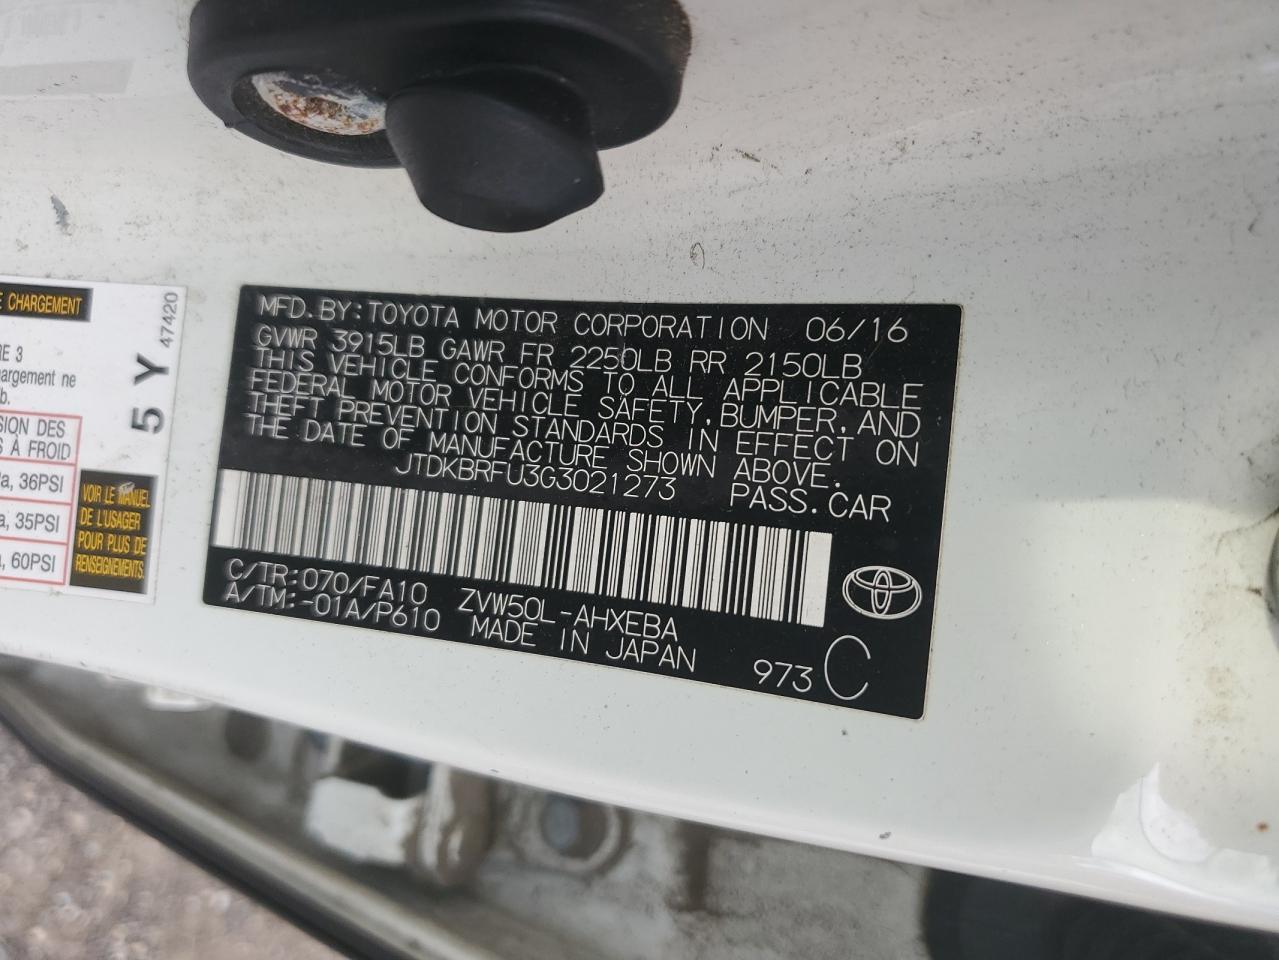 E CHARGEMENT
RE 3
argement ne
b.
SION DES
S À FROID
a, 36PSI
a, 35PSI
a, 60PSI
5 Y
47420
VOIR LE MANUEL
DE L'USAGER
POUR PLUS DE
RENSEIGNEMENTS.
MFD. BY: TOYOTA MOTOR CORPORATION 06/16
GVWR 3915LB GAWR FR 2250LB RR 2150LB
THIS VEHICLE CONFORMS TO ALL APPLICABLE
FEDERAL MOTOR VEHICLE SAFETY, BUMPER, AND
THEFT PREVENTION STANDARDS IN EFFECT ON
THE DATE OF MANUFACTURE SHOWN ABOVE.
JTDKBRFU3G3021273 PASS. CAR
C/TR: 070/FA10 ZVW50L-AHXEBA
A/TM: -01A/P610 MADE IN JAPAN 973 C